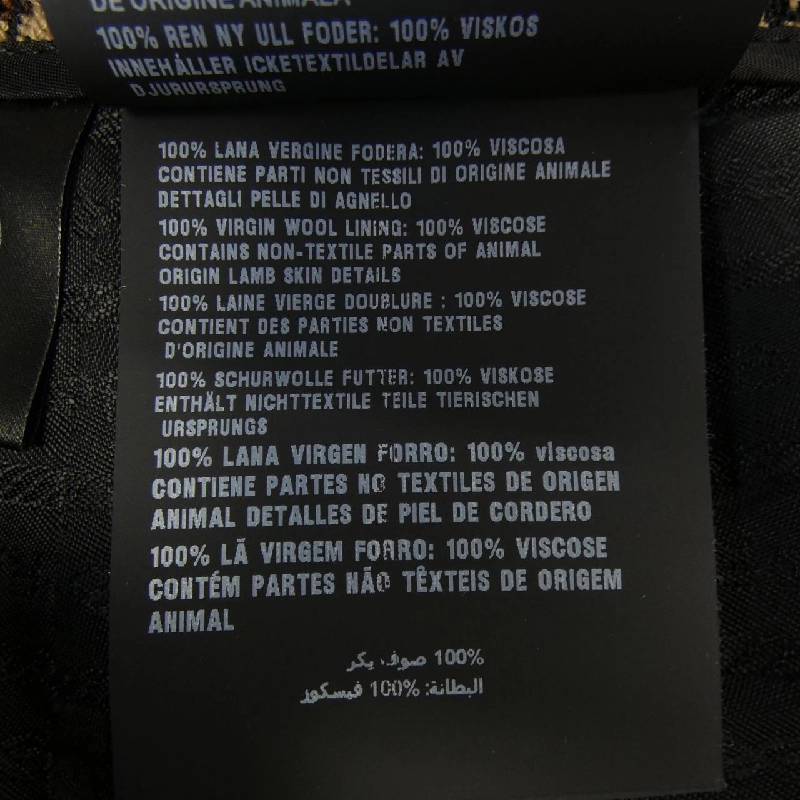 DE ORIGINE ANIMALA
100% REN NY ULL FODER: 100% VISKOS
INNEHÅLLER ICKETEXTILDELAR AV
DJURURSPRUNG
100% LANA VERGINE FODERA: 100% VISCOSA
CONTIENE PARTI NON TESSILI DI ORIGINE ANIMALE
DETTAGLI PELLE DI AGNELLO
100% VIRGIN WOOL LINING: 100% VISCOSE
CONTAINS NON-TEXTILE PARTS OF ANIMAL
ORIGIN LAMB SKIN DETAILS
100% LAINE VIERGE DOUBLURE : 100% VISCOSE
CONTIENT DES PARTIES NON TEXTILES
D'ORIGINE ANIMALE
100% SCHURWOLLE FUTTER: 100% VISKOSE
ENTHÄLT NICHTTEXTILE TEILE TIERISCHEN
URSPRUNGS
100% LANA VIRGEN FORRO: 100% viscosa
CONTIENE PARTES NO TEXTILES DE ORIGEN
ANIMAL DETALLES DE PIEL DE CORDERO
100% LÃ VIRGEM FORRO: 100% VISCOSE
CONTÉM PARTES NÃO TÊXTEIS DE ORIGEM
ANIMAL
100% صوف بكر
البطانة: 100% فيسكوز